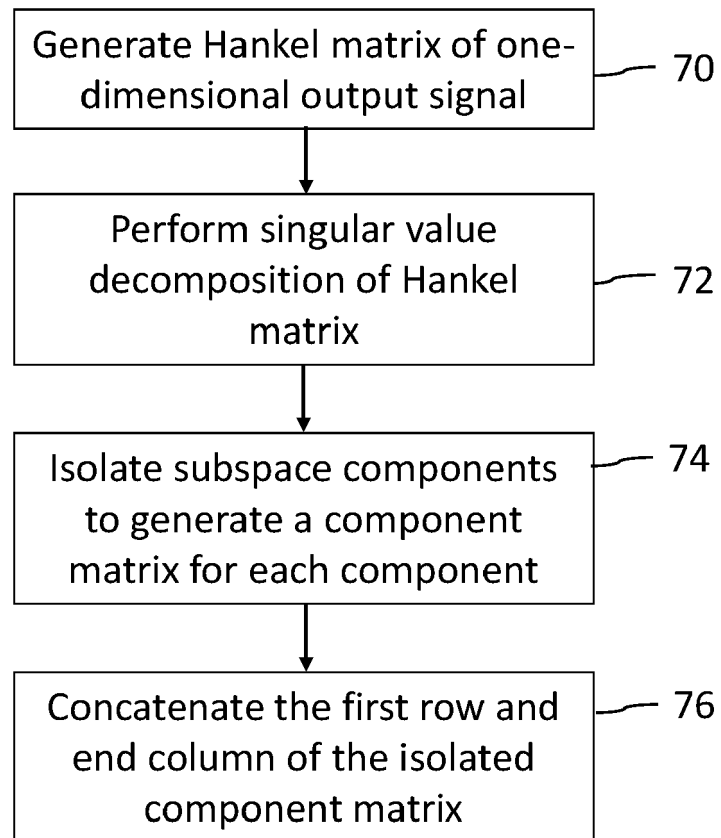 Generate Hankel matrix of one-
dimensional output signal
70
Perform singular value
decomposition of Hankel
matrix
72
Isolate subspace components
to generate a component
matrix for each component
74
Concatenate the first row and
end column of the isolated
component matrix
76